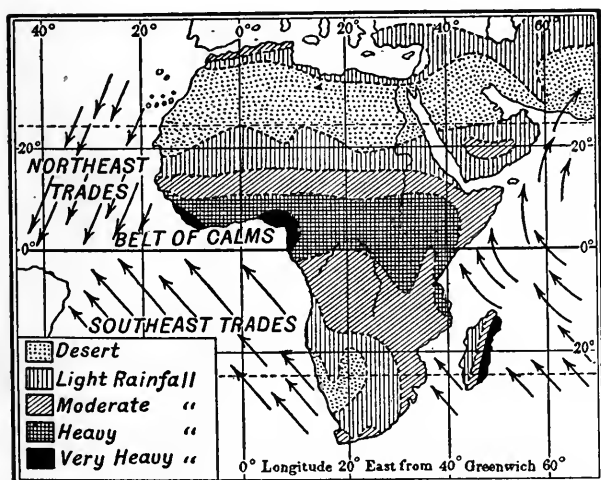 40° 20° 0° 20° 40° 60°
20° 20°
NORTHEAST
TRADES
BELT OF CALMS
0° 0°
SOUTHEAST TRADES
Desert
Light Rainfall
Moderate "
Heavy "
Very Heavy "
20°
0° Longitude 20° East from 40° Greenwich 60°